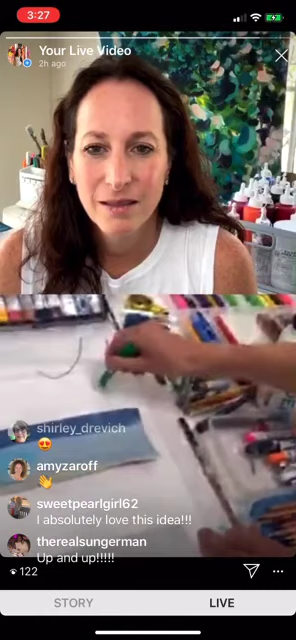 3:27
Your Live Video
2h ago
shirley_drevich
😍
amyzaroff
👋
sweetpearlgirl62
I absolutely love this idea!!!
therealsungerman
Up and up!!!!!
122
STORY
LIVE